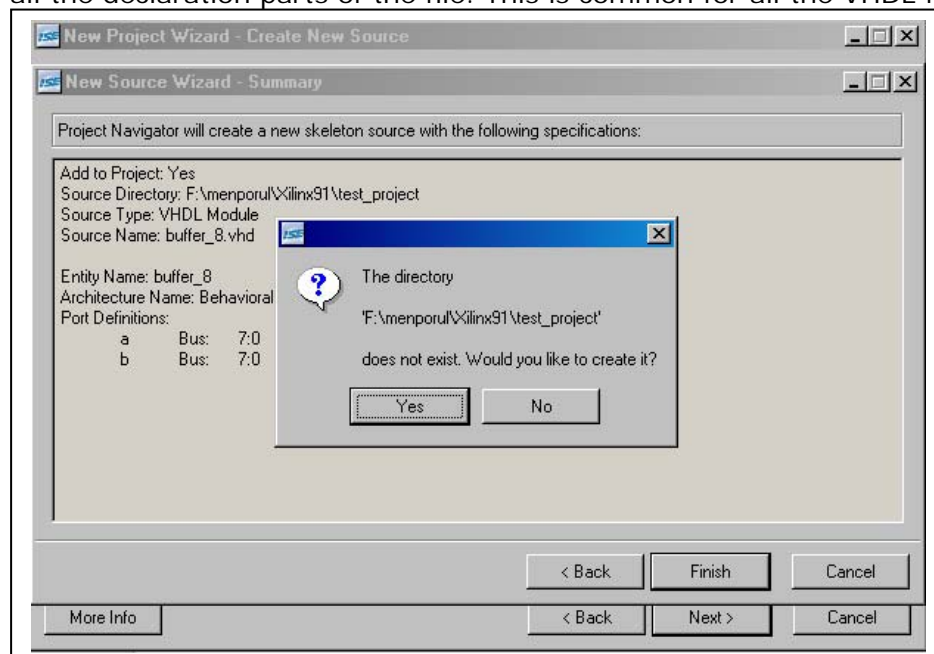 all the declaration parts of the file. This is common for all the VHDL
New Project Wizard - Create New Source
New Source Wizard - Summary
Project Navigator will create a new skeleton source with the following specifications:
Add to Project: Yes
Source Directory: F:\menporul\Xilinx91\test_project
Source Type: VHDL Module
Source Name: buffer_8.vhd
Entity Name: buffer_8
Architecture Name: Behavioral
Port Definitions:
a Bus: 7:0
b Bus: 7:0
The directory
'F:\menporul\Xilinx91\test_project'
does not exist. Would you like to create it?
Yes No
< Back Finish Cancel
More Info < Back Next > Cancel